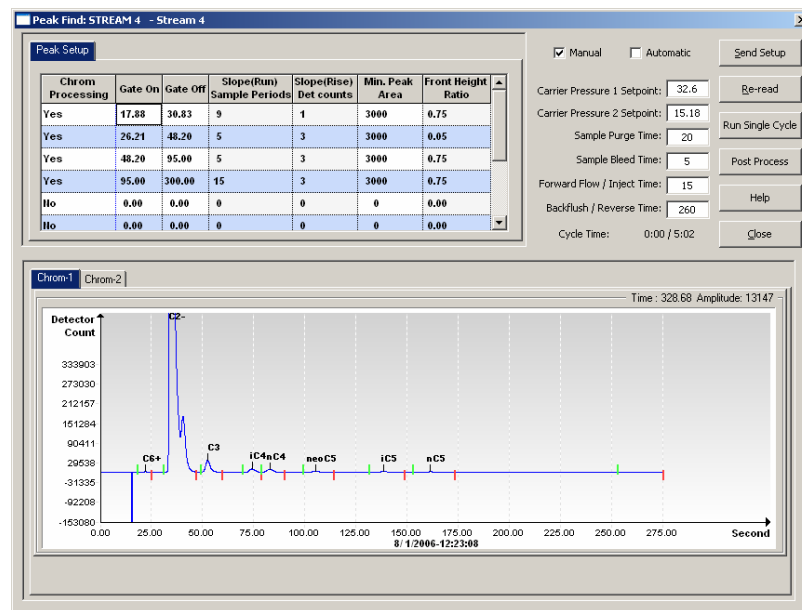 Peak Find: STREAM 4 - Stream 4
Peak Setup
Chrom Processing Gate On Gate Off Slope(Run) Sample Periods Slope(Rise) Det counts Min. Peak Area Front Height Ratio
Yes 17.88 30.83 9 1 3000 0.75
Yes 26.21 48.20 5 3 3000 0.05
Yes 48.20 95.00 5 3 3000 0.75
Yes 95.00 300.00 15 3 3000 0.75
No 0.00 0.00 0 0 0 0.00
No 0.00 0.00 0 0 0 0.00
Manual Automatic
Carrier Pressure 1 Setpoint: 32.6
Carrier Pressure 2 Setpoint: 15.18
Sample Purge Time: 20
Sample Bleed Time: 5
Forward Flow / Inject Time: 15
Backflush / Reverse Time: 260
Cycle Time: 0:00 / 5:02
Send Setup
Re-read
Run Single Cycle
Post Process
Help
Close
Chrom-1 Chrom-2
Time : 328.68 Amplitude: 13147
Detector Count
C2-
333903
273030
212157
151284
90411
29538
-31335
-92208
-153080
C6+ C3 iC4 nC4 neoC5 iC5 nC5
0.00 25.00 50.00 75.00 100.00 125.00 150.00 175.00 200.00 225.00 250.00 275.00 Second
8/ 1/2006-12:23:08